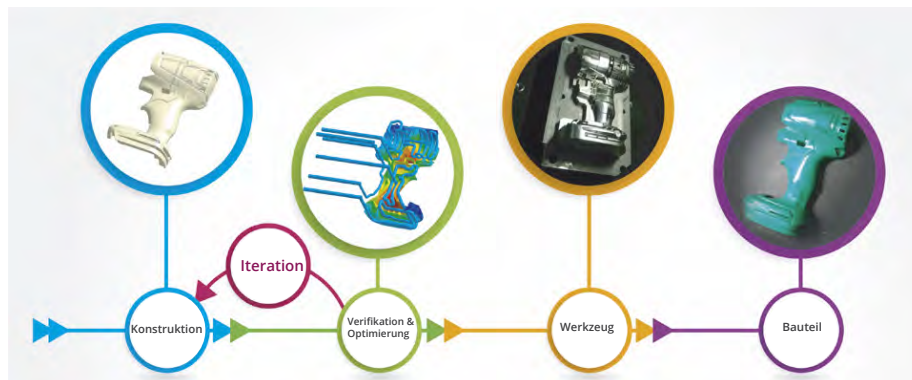 Iteration
Konstruktion
Verifikation &
Optimierung
Werkzeug
Bauteil